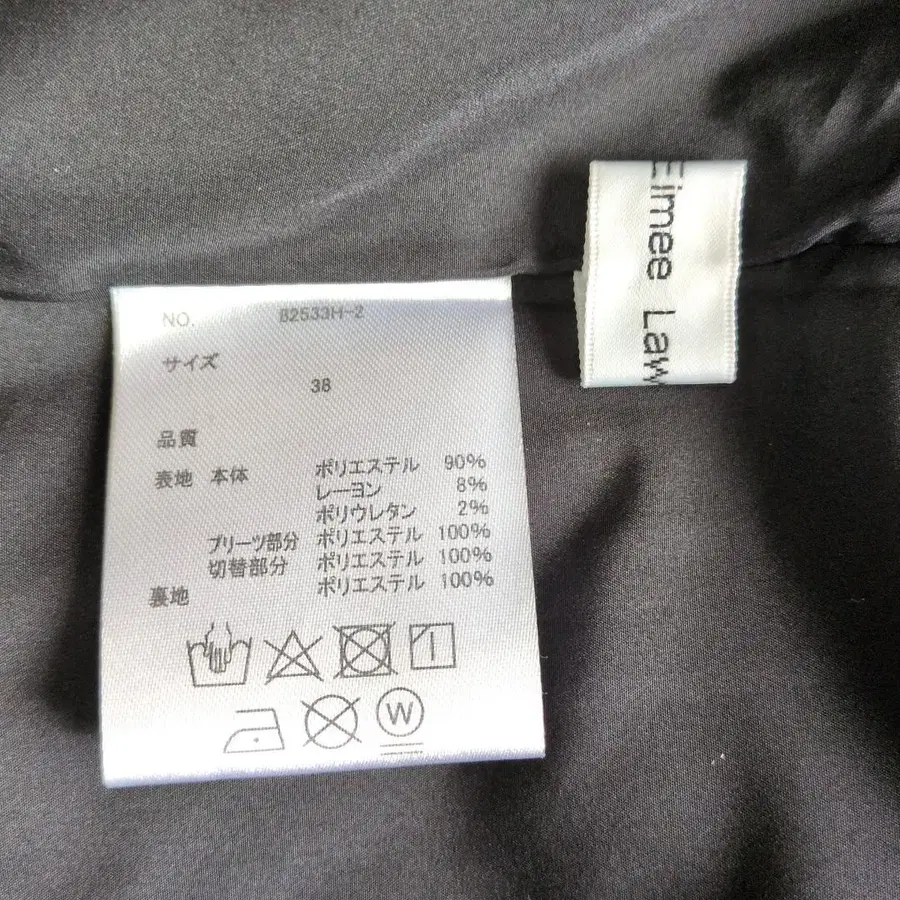 NO. 82533H-2
サイズ
38
品質
表地 本体 ポリエステル 90%
レーヨン 8%
ポリウレタン 2%
プリーツ部分 ポリエステル 100%
切替部分 ポリエステル 100%
裏地 ポリエステル 100%
W
Eimee Law